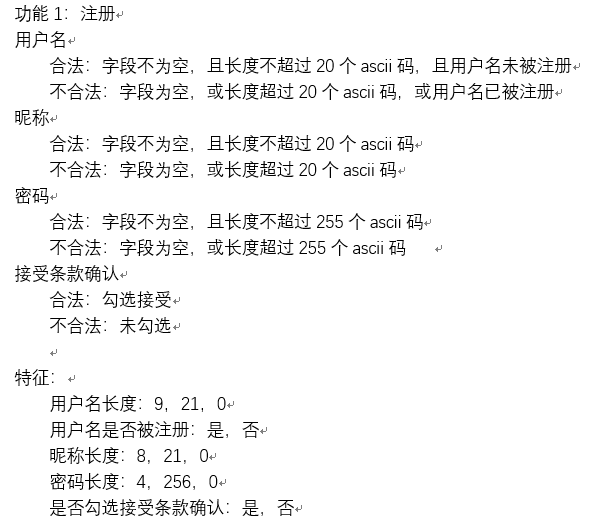 功能 1：注册
用户名
合法：字段不为空，且长度不超过 20 个 ascii 码，且用户名未被注册
不合法：字段为空，或长度超过 20 个 ascii 码，或用户名已被注册
昵称
合法：字段不为空，且长度不超过 20 个 ascii 码
不合法：字段为空，或长度超过 20 个 ascii 码
密码
合法：字段不为空，且长度不超过 255 个 ascii 码
不合法：字段为空，或长度超过 255 个 ascii 码
接受条款确认
合法：勾选接受
不合法：未勾选
特征：
用户名长度：9，21，0
用户名是否被注册：是，否
昵称长度：8，21，0
密码长度：4，256，0
是否勾选接受条款确认：是，否